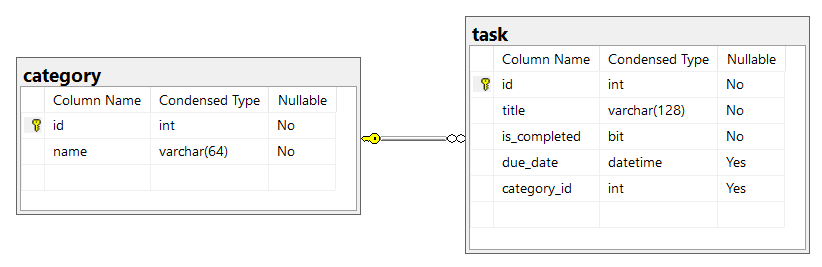 category
Column Name Condensed Type Nullable
id int No
name varchar(64) No
task
Column Name Condensed Type Nullable
id int No
title varchar(128) No
is_completed bit No
due_date datetime Yes
category_id int Yes